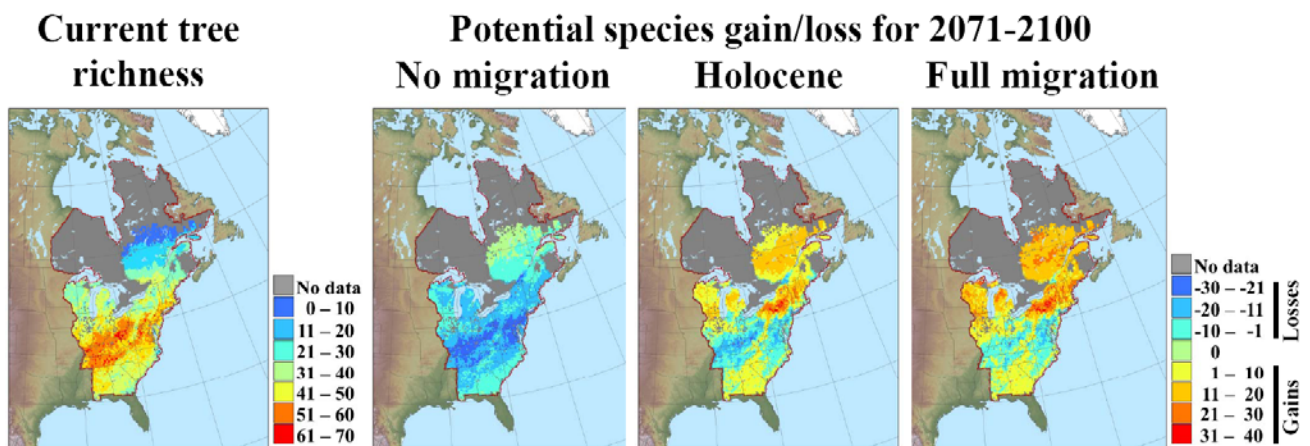 Current tree
richness
Potential species gain/loss for 2071-2100
No migration
Holocene
Full migration
No data
0 – 10
11 – 20
21 – 30
31 – 40
41 – 50
51 – 60
61 – 70
No data
-30 – -21
-20 – -11
-10 – -1
Losses
0
1 – 10
11 – 20
21 – 30
31 – 40
Gains